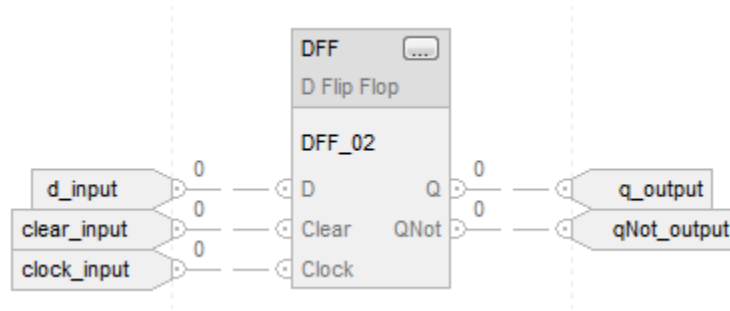 DFF ...
D Flip Flop
DFF_02
d_input 0 D Q 0 q_output
clear_input 0 Clear QNot 0 qNot_output
clock_input 0 Clock